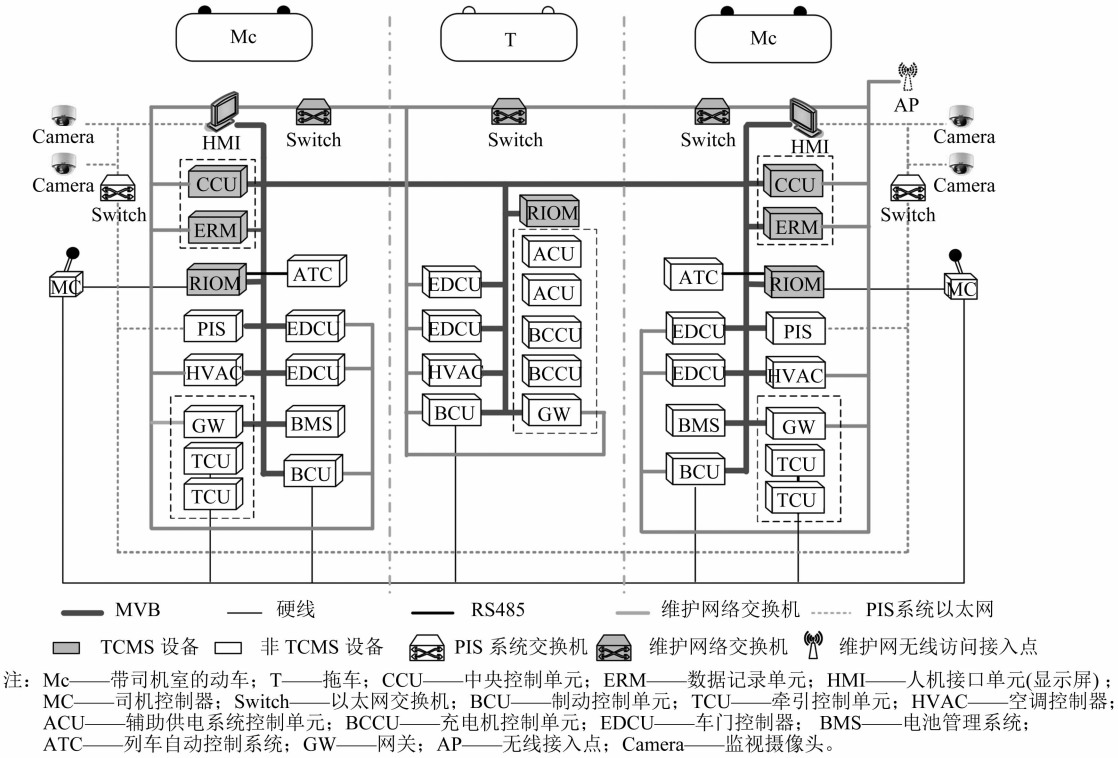 Mc T Mc
AP
Camera HMI Switch Switch Switch HMI Camera
Camera CCU CCU Camera
Switch Switch
ERM RIOM ERM
ACU
MC RIOM ATC EDCU ATC RIOM MC
ACU
PIS EDCU EDCU BCCU EDCU PIS
HVAC EDCU HVAC BCCU EDCU HVAC
GW BMS BCU GW BMS GW
TCU BCU BCU TCU
TCU TCU
MVB 硬线 RS485 维护网络交换机 PIS系统以太网
TCMS 设备 非 TCMS 设备 PIS 系统交换机 维护网络交换机 维护网无线访问接入点
注：Mc——带司机室的动车；T——拖车；CCU——中央控制单元；ERM——数据记录单元；HMI——人机接口单元(显示屏)；
MC——司机控制器；Switch——以太网交换机；BCU——制动控制单元；TCU——牵引控制单元；HVAC——空调控制器；
ACU——辅助供电系统控制单元；BCCU——充电机控制单元；EDCU——车门控制器； BMS——电池管理系统；
ATC——列车自动控制系统；GW——网关；AP——无线接入点；Camera——监视摄像头。